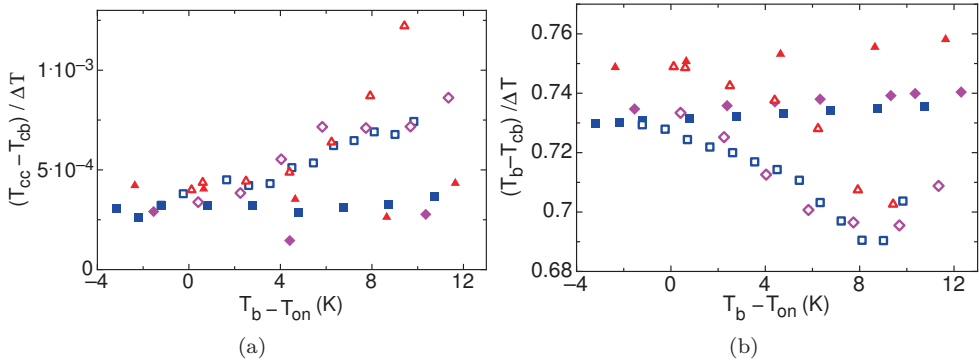 (T_cc – T_cb) / ΔT
1·10⁻³
5·10⁻⁴
0
−4 0 4 8 12
T_b – T_on (K)
(a)
(T_b – T_cb) / ΔT
0.76
0.74
0.72
0.7
0.68
−4 0 4 8 12
T_b – T_on (K)
(b)